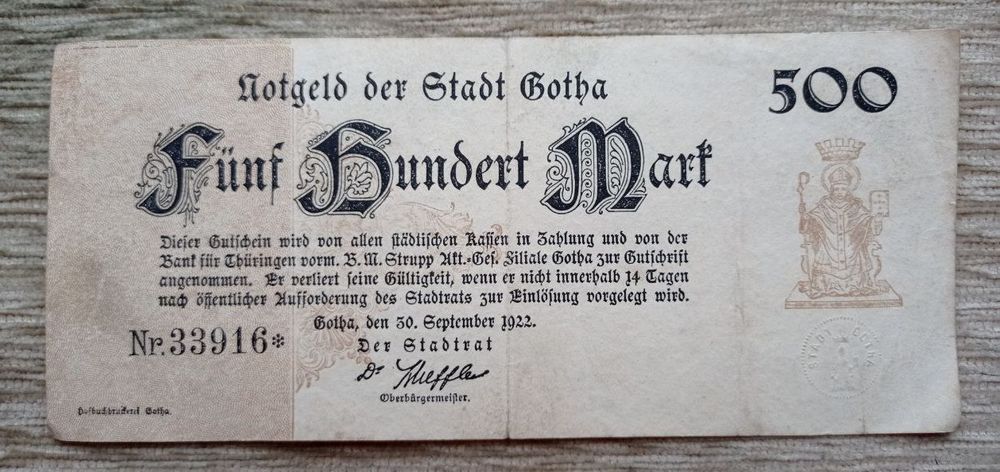 Notgeld der Stadt Gotha
500
Fünf Hundert Mark
Dieser Gutschein wird von allen städtischen Kassen in Zahlung und von der
Bank für Thüringen vorm. B. M. Strupp Akt.-Ges. Filiale Gotha zur Gutschrift
angenommen. Er verliert seine Gültigkeit, wenn er nicht innerhalb 14 Tagen
nach öffentlicher Aufforderung des Stadtrats zur Einlösung vorgelegt wird.
Gotha, den 30. September 1922.
Nr. 33916*
Der Stadtrat
Dr
Oberbürgermeister.
Hofbuchdruckerei Gotha.